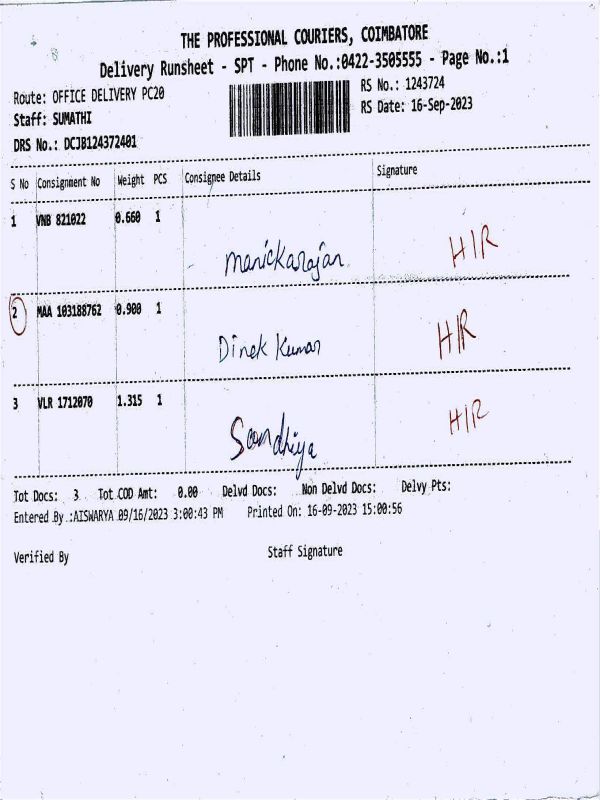 THE PROFESSIONAL COURIERS, COIMBATORE
Delivery Runsheet - SPT - Phone No.:0422-3505555 - Page No.:1
Route: OFFICE DELIVERY PC20
RS No.: 1243724
Staff: SUMATHI
RS Date: 16-Sep-2023
DRS No.: DCJB124372401
S No Consignment No Weight PCS Consignee Details Signature
1 VNB 821022 0.660 1
Manickarajan H/R
2 MAA 103188762 0.900 1
Dinek Kumar H/R
3 VLR 1712070 1.315 1
Sandhiya H/R
Tot Docs: 3 Tot COD Amt: 0.00 Delvd Docs: Non Delvd Docs: Delvy Pts:
Entered By :AISWARYA 09/16/2023 3:00:43 PM Printed On: 16-09-2023 15:00:56
Verified By Staff Signature